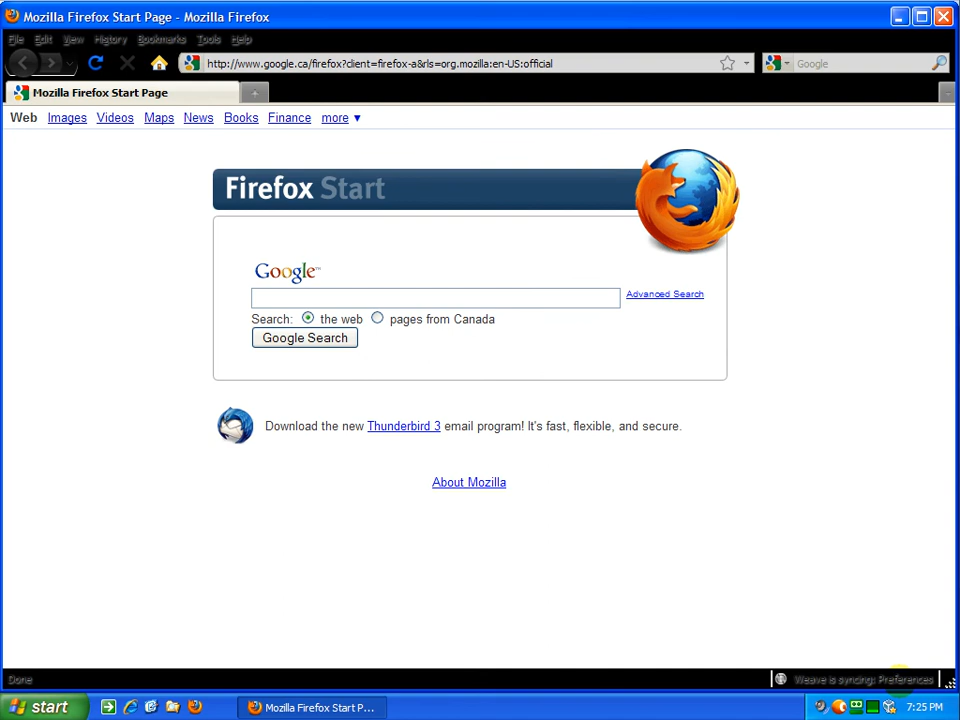 Mozilla Firefox Start Page - Mozilla Firefox
File Edit View History Bookmarks Tools Help
http://www.google.ca/firefox?client=firefox-a&rls=org.mozilla:en-US:official
Google
Mozilla Firefox Start Page
Web Images Videos Maps News Books Finance more ▼
Firefox Start
Google™
Advanced Search
Search: the web pages from Canada
Google Search
Download the new Thunderbird 3 email program! It's fast, flexible, and secure.
About Mozilla
Done
Weave is syncing: Preferences
start
Mozilla Firefox Start P...
7:25 PM